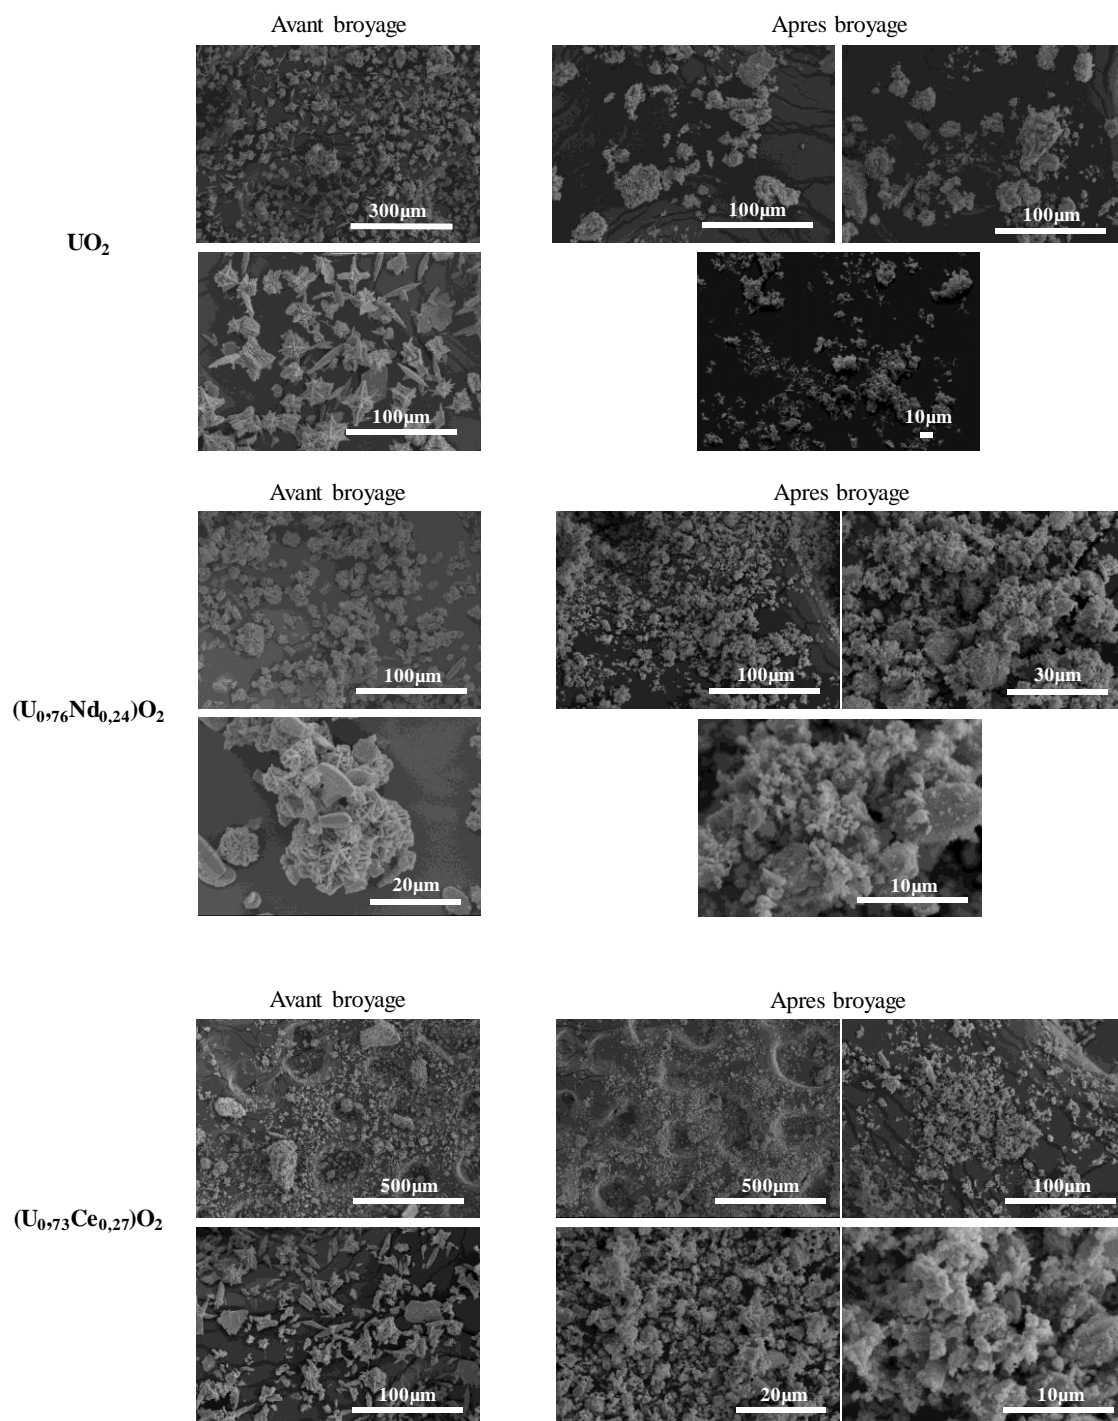 Avant broyage
Apres broyage
300µm
100µm
100µm
UO2
100µm
10µm
Avant broyage
Apres broyage
100µm
100µm
30µm
(U0,76Nd0,24)O2
20µm
10µm
Avant broyage
Apres broyage
500µm
500µm
100µm
(U0,73Ce0,27)O2
100µm
20µm
10µm